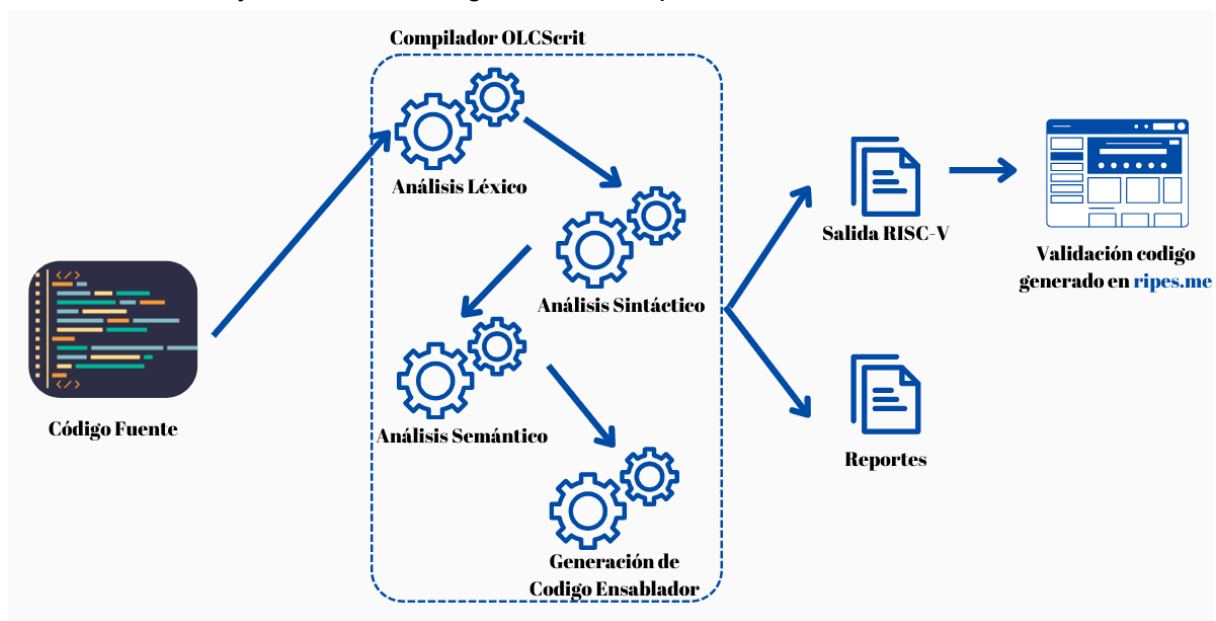 Compilador OLCScrit
Análisis Léxico
Análisis Sintáctico
Análisis Semántico
Generación de
Codigo Ensablador
Código Fuente
Salida RISC-V
Validación codigo
generado en ripes.me
Reportes